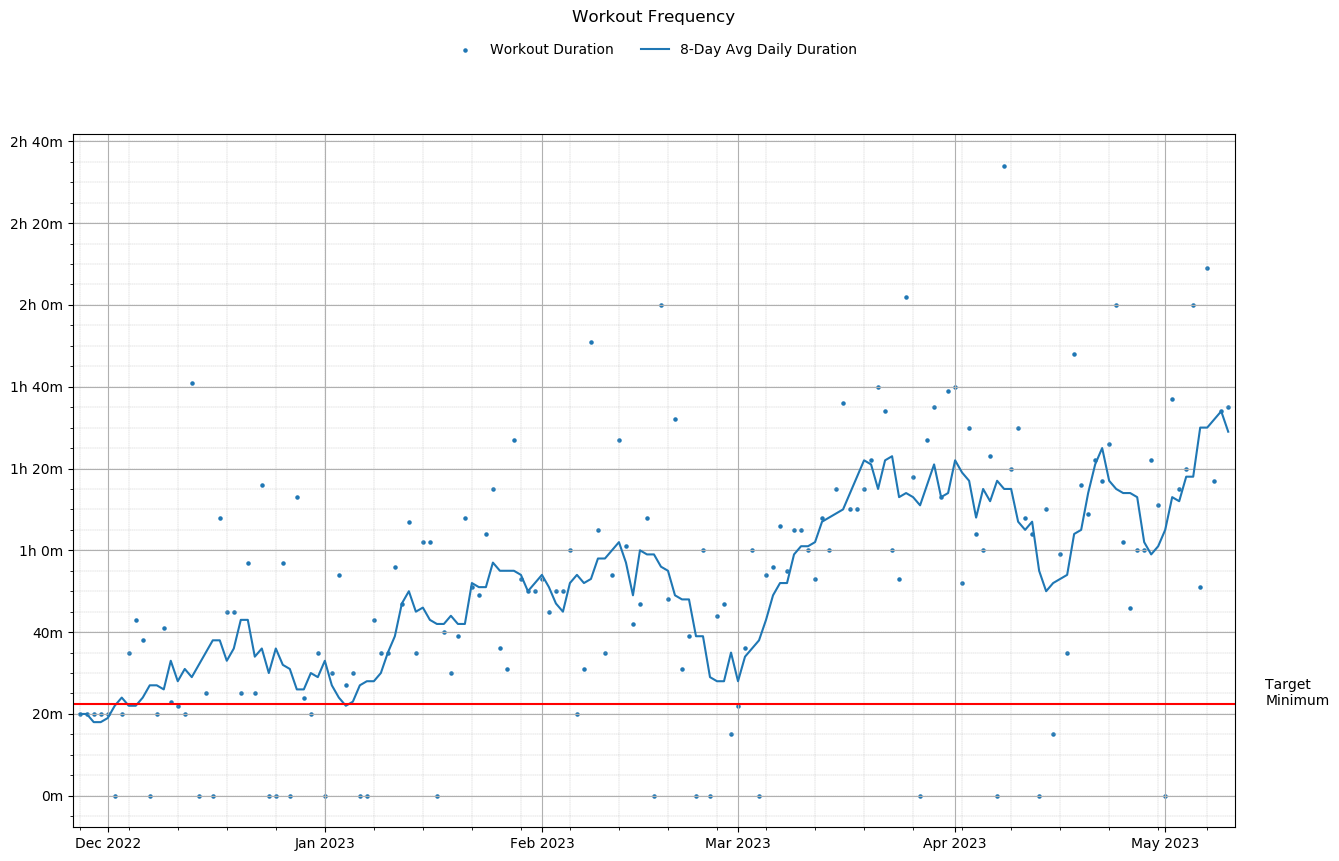 Workout Frequency
Workout Duration
8-Day Avg Daily Duration
2h 40m
2h 20m
2h 0m
1h 40m
1h 20m
1h 0m
40m
20m
0m
Target
Minimum
Dec 2022
Jan 2023
Feb 2023
Mar 2023
Apr 2023
May 2023